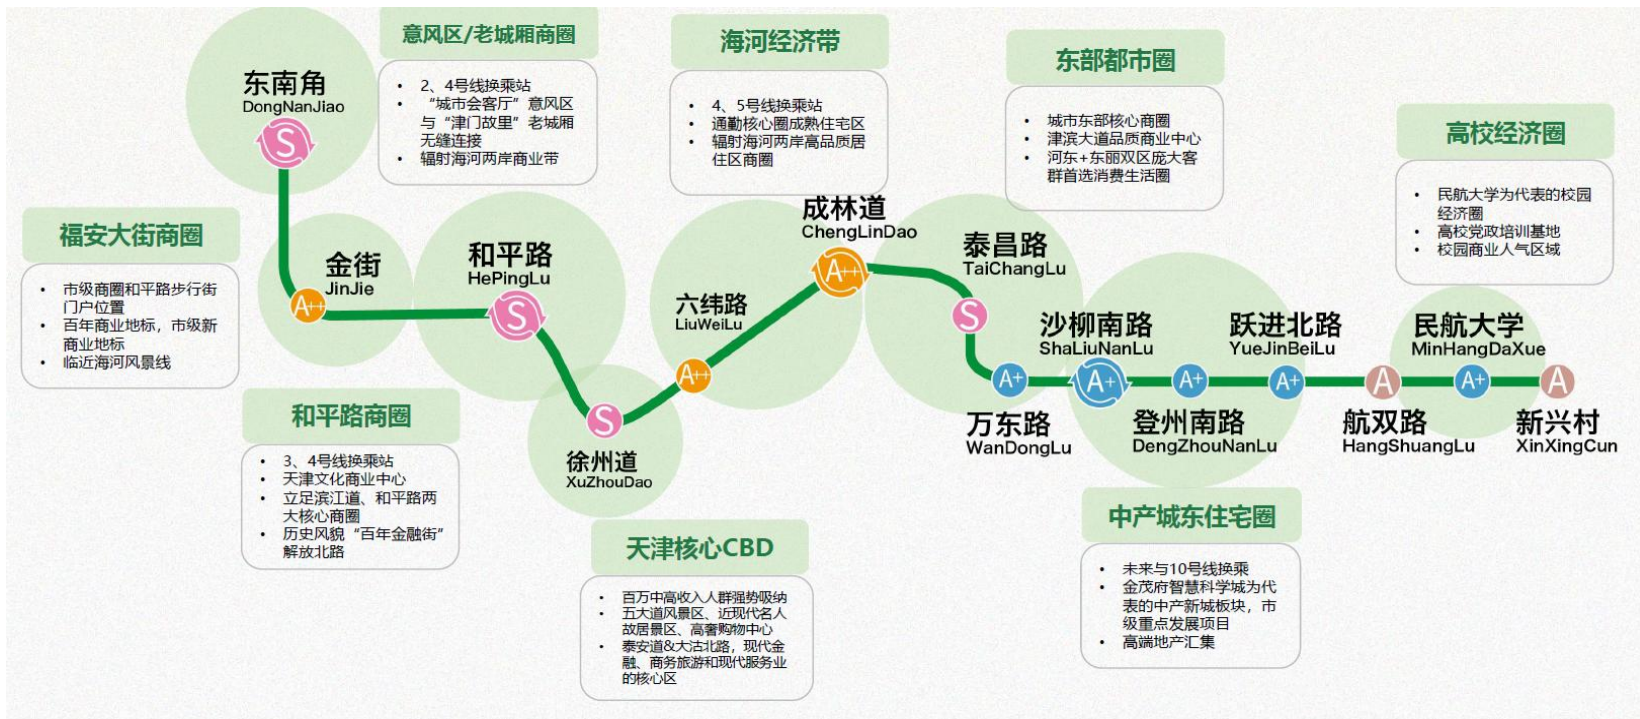 意风区/老城厢商圈
• 2、4号线换乘站
• “城市会客厅”意风区
与“津门故里”老城厢
无缝连接
• 辐射海河两岸商业带
海河经济带
• 4、5号线换乘站
• 通勤核心圈成熟住宅区
• 辐射海河两岸高品质居
住区商圈
东部都市圈
• 城市东部核心商圈
• 津滨大道品质商业中心
• 河东+东丽双区庞大客
群首选消费生活圈
高校经济圈
• 民航大学为代表的校园
经济圈
• 高校党政培训基地
• 校园商业人气区域
福安大街商圈
• 市级商圈和平路步行街
门户位置
• 百年商业地标，市级新
商业地标
• 临近海河风景线
东南角
DongNanJiao
S
金街
JinJie
A++
和平路
HePingLu
S
徐州道
XuZhouDao
S
六纬路
LiuWeiLu
A++
成林道
ChengLinDao
A++
泰昌路
TaiChangLu
S
万东路
WanDongLu
A+
沙柳南路
ShaLiuNanLu
A+
登州南路
DengZhouNanLu
A+
跃进北路
YueJinBeiLu
A+
航双路
HangShuangLu
A
民航大学
MinHangDaXue
A+
新兴村
XinXingCun
A
和平路商圈
• 3、4号线换乘站
• 天津文化商业中心
• 立足滨江道、和平路两
大核心商圈
• 历史风貌“百年金融街”
解放北路
天津核心CBD
• 百万中高收入人群强势吸纳
• 五大道风景区、近现代名人
故居景区、高奢购物中心
• 泰安道&大沽北路，现代金
融、商务旅游和现代服务业
的核心区
中产城东住宅圈
• 未来与10号线换乘
• 金茂府智慧科学城为代
表的中产新城板块，市
级重点发展项目
• 高端地产汇集